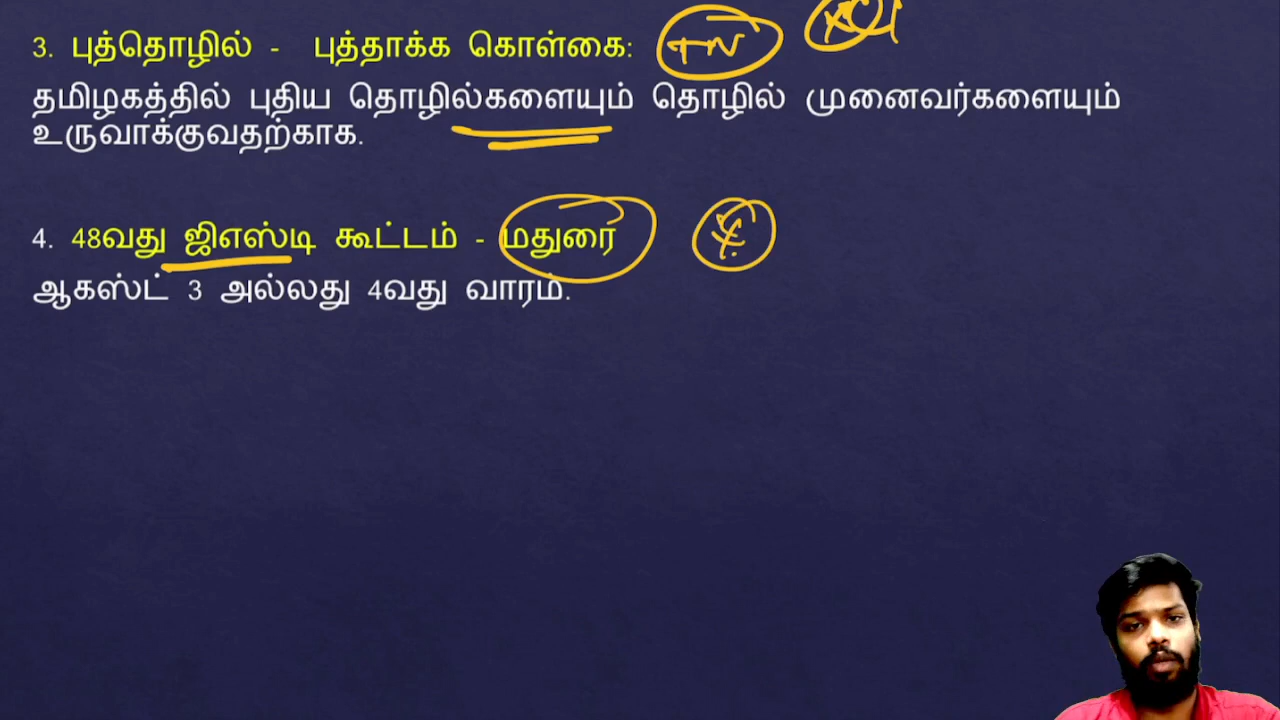 3. புத்தொழில் - புத்தாக்க கொள்கை: TN
தமிழகத்தில் புதிய தொழில்களையும் தொழில் முனைவர்களையும்
உருவாக்குவதற்காக.
4. 48வது ஜிஎஸ்டி கூட்டம் - மதுரை
ஆகஸ்ட் 3 அல்லது 4வது வாரம்.